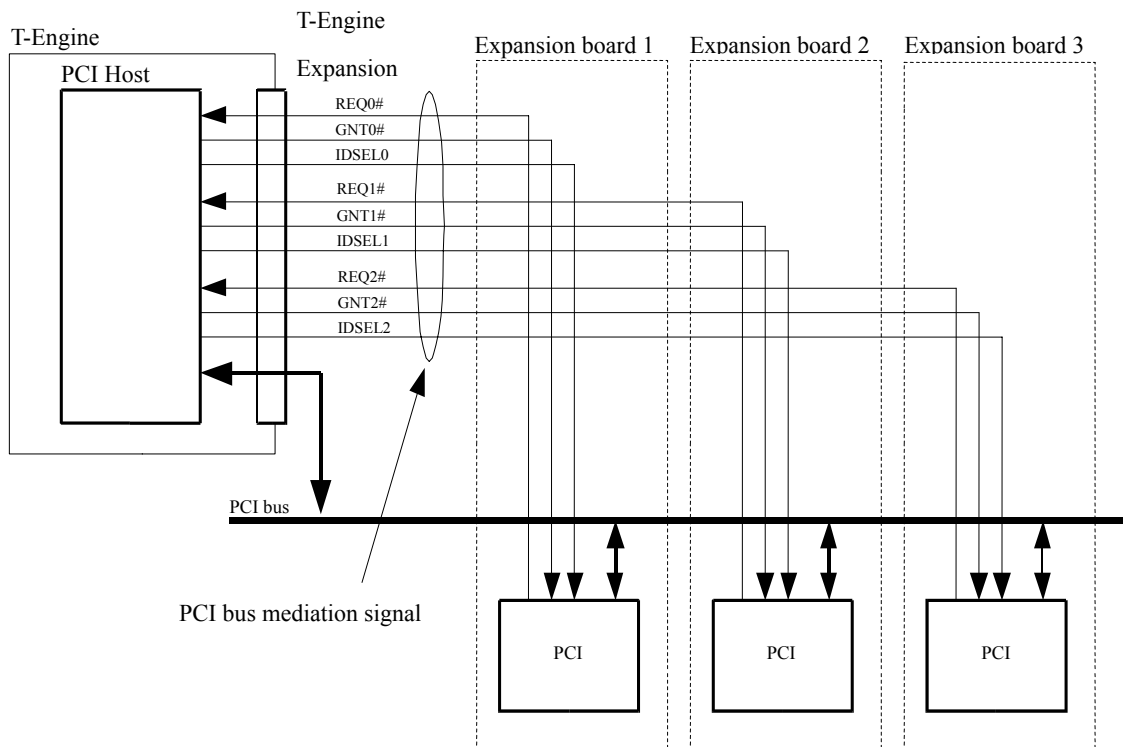 T-Engine
PCI Host
T-Engine
Expansion
Expansion board 1
Expansion board 2
Expansion board 3
REQ0#
GNT0#
IDSEL0
REQ1#
GNT1#
IDSEL1
REQ2#
GNT2#
IDSEL2
PCI bus
PCI bus mediation signal
PCI
PCI
PCI